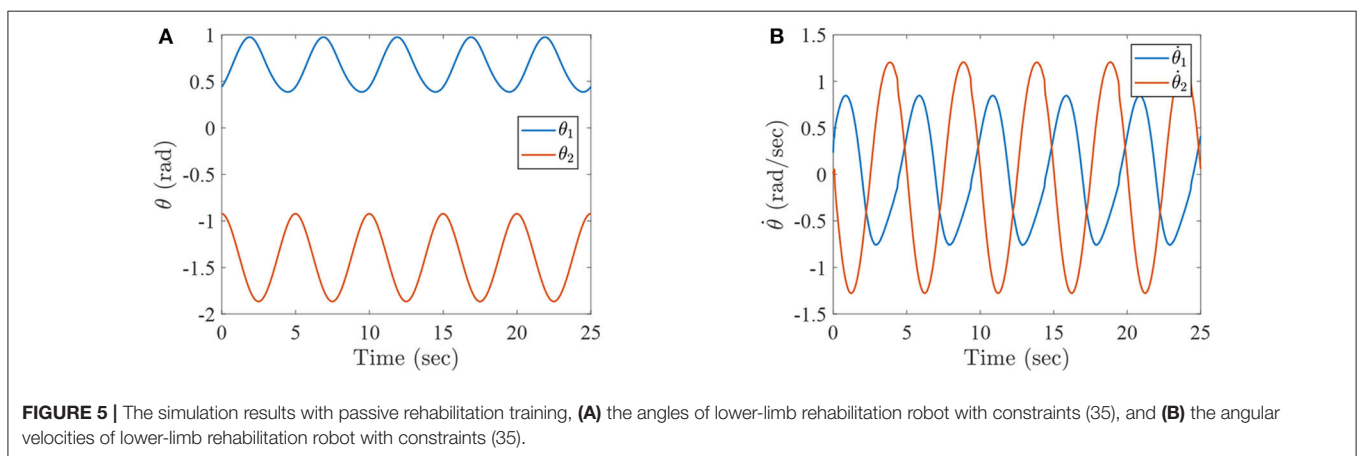 A
1
0.5
0
-0.5
-1
-1.5
-2
θ (rad)
θ₁
θ₂
0 5 10 15 20 25
Time (sec)
B
1.5
1
0.5
0
-0.5
-1
-1.5
θ̇ (rad/sec)
θ̇₁
θ̇₂
0 5 10 15 20 25
Time (sec)
FIGURE 5 | The simulation results with passive rehabilitation training, (A) the angles of lower-limb rehabilitation robot with constraints (35), and (B) the angular
velocities of lower-limb rehabilitation robot with constraints (35).